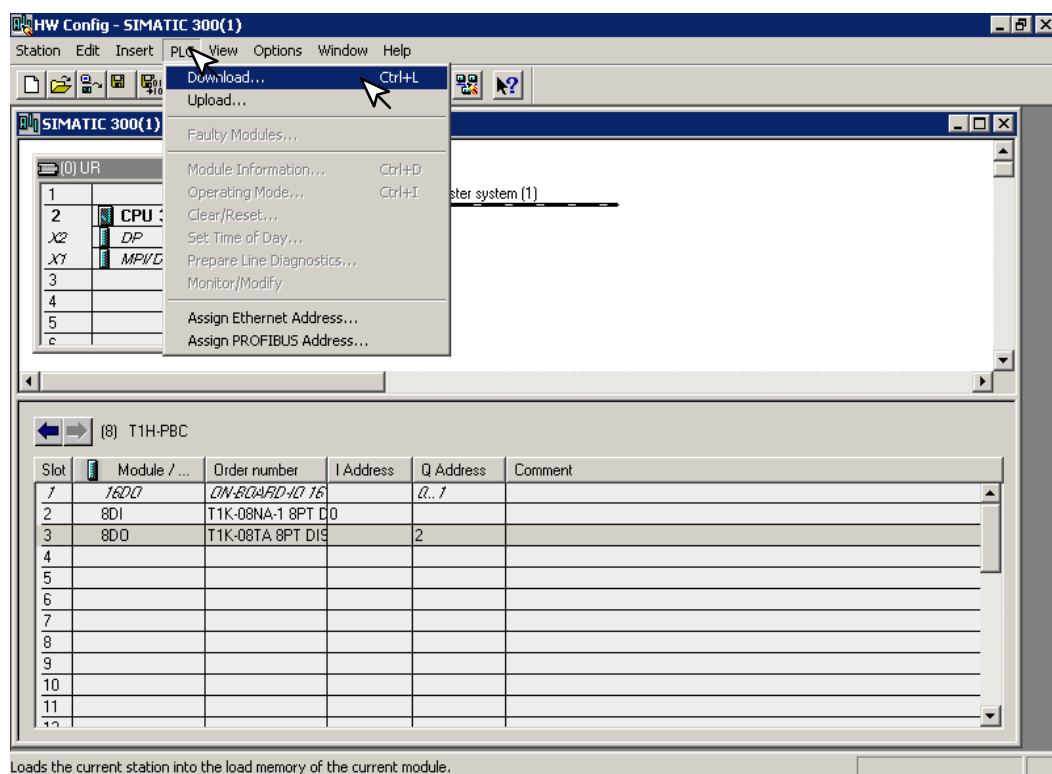 HW Config - SIMATIC 300(1)
Station Edit Insert PLC View Options Window Help
Download... Ctrl+L
Upload...
Faulty Modules...
Module Information... Ctrl+D
Operating Mode... Ctrl+I
Clear/Reset...
Set Time of Day...
Prepare Line Diagnostics...
Monitor/Modify
Assign Ethernet Address...
Assign PROFIBUS Address...
SIMATIC 300(1)
(0) UR
1
2 CPU
X2 DP
X1 MPI/D
3
4
5
ster system (1)
(8) T1H-PBC
Slot Module / ... Order number I Address Q Address Comment
1 16DO ON-BOARD-IO 16 0..1
2 8DI T1K-08NA-1 8PT D 0
3 8DO T1K-08TA 8PT DIS 2
4
5
6
7
8
9
10
11
Loads the current station into the load memory of the current module.